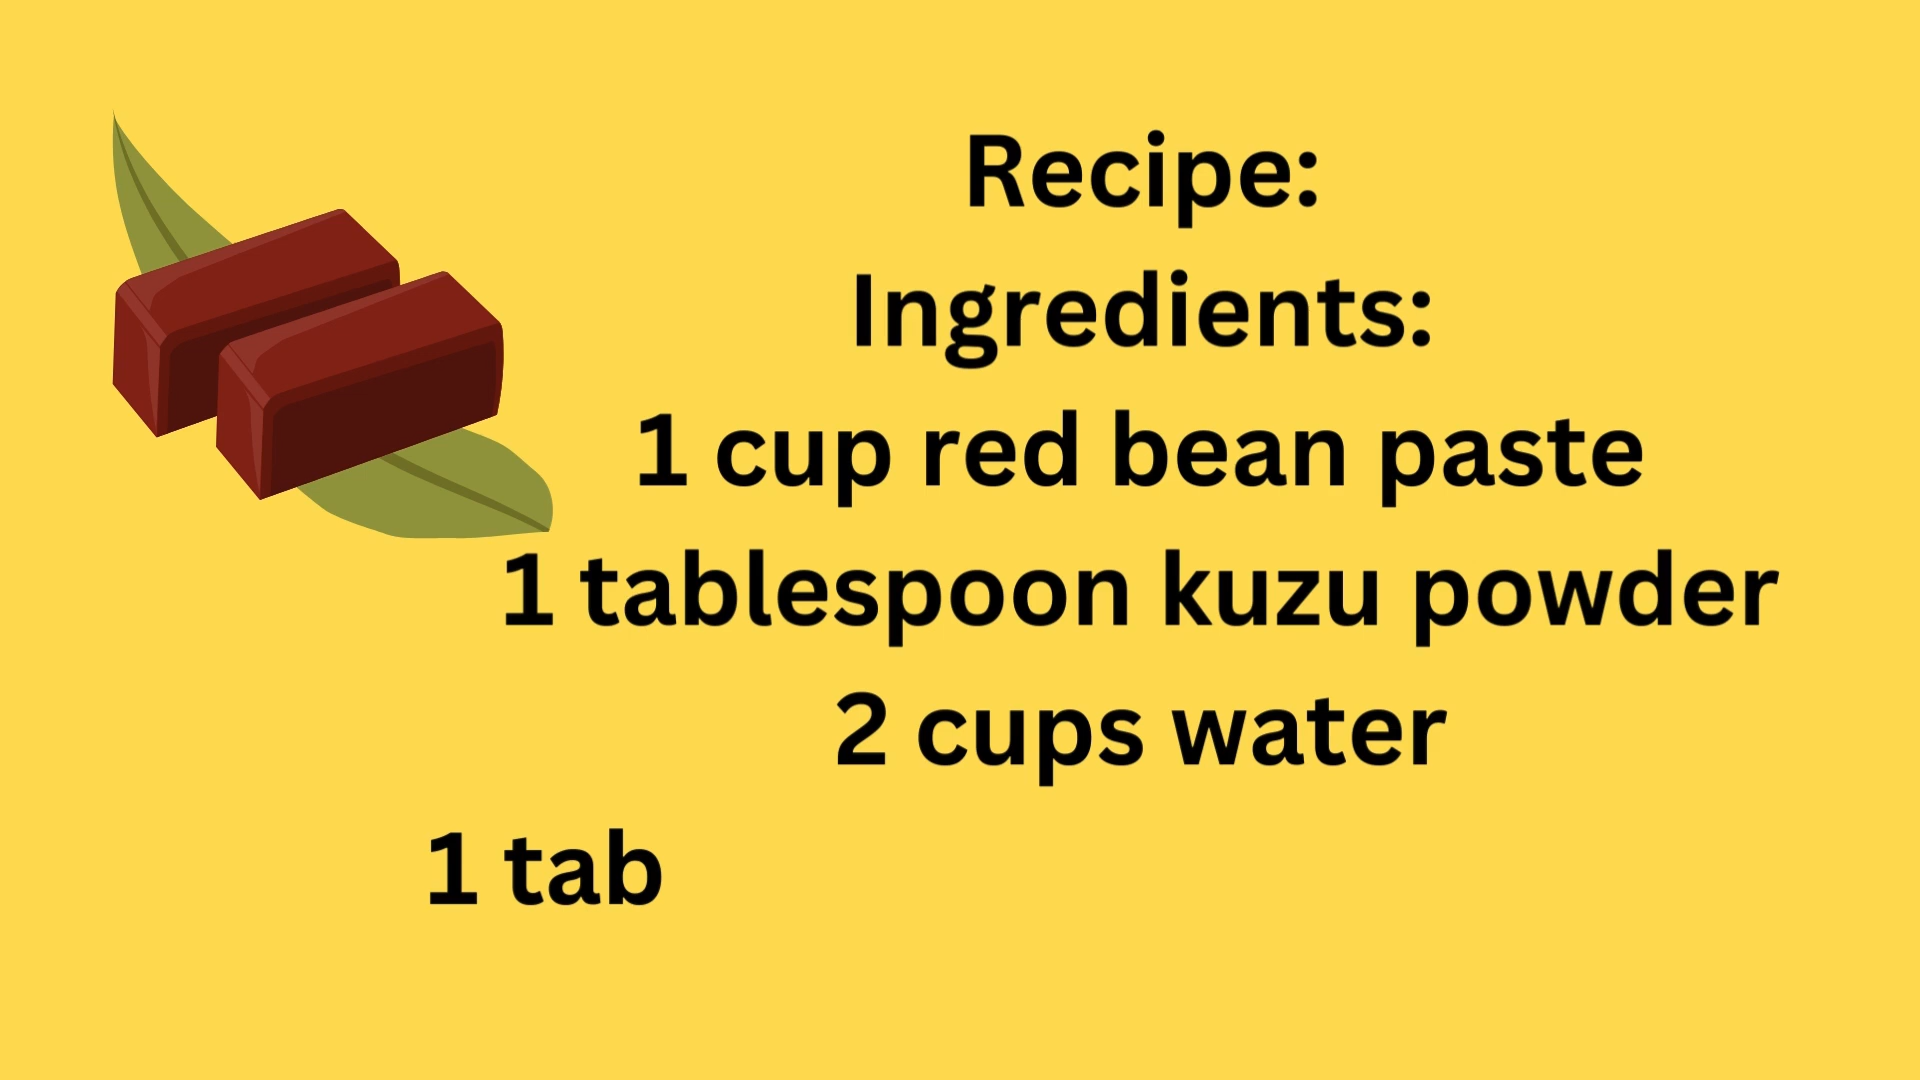 Recipe:
Ingredients:
1 cup red bean paste
1 tablespoon kuzu powder
2 cups water
1 tab